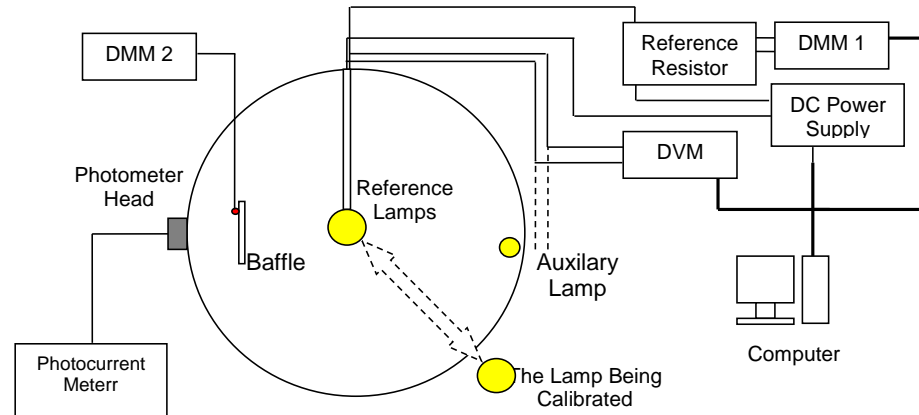 DMM 2
Reference
Resistor
DMM 1
DC Power
Supply
DVM
Photometer
Head
Reference
Lamps
Baffle
Auxilary
Lamp
Photocurrent
Meterr
The Lamp Being
Calibrated
Computer